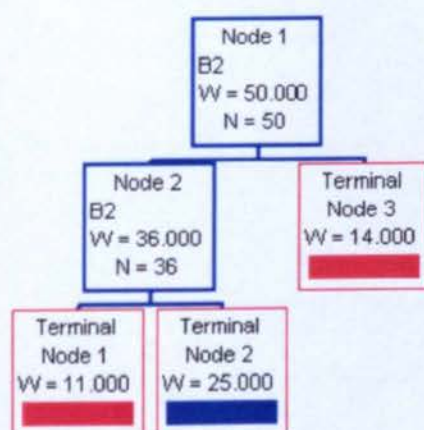 Node 1
B2
W = 50.000
N = 50
Node 2
B2
W = 36.000
N = 36
Terminal
Node 3
W = 14.000
Terminal
Node 1
W = 11.000
Terminal
Node 2
W = 25.000